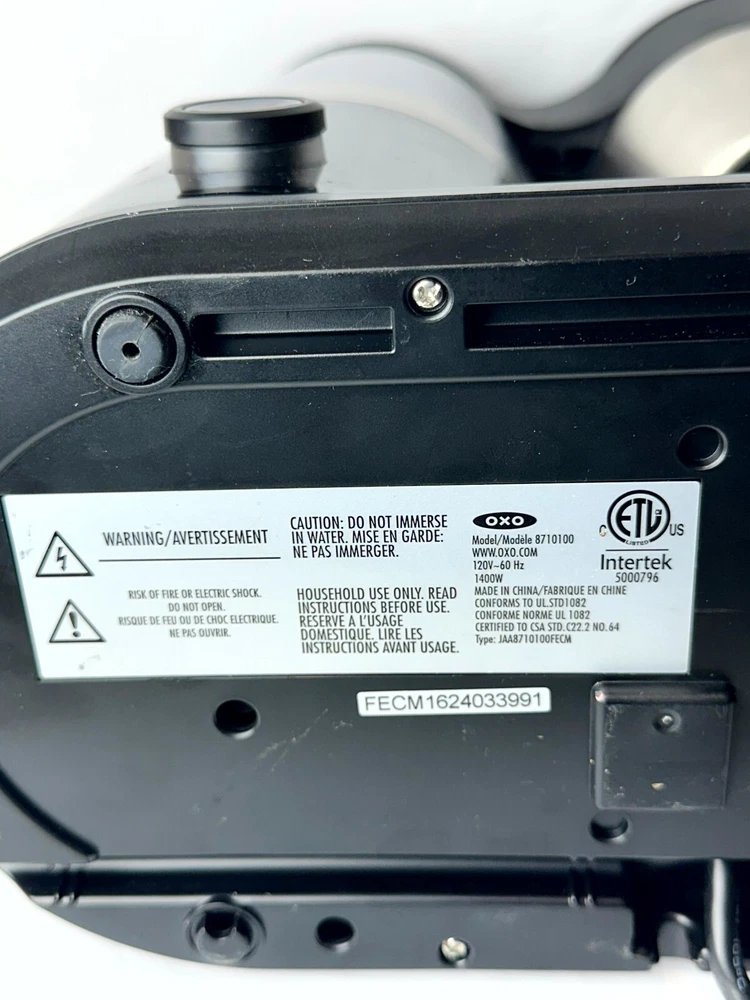 WARNING/AVERTISSEMENT
RISK OF FIRE OR ELECTRIC SHOCK.
DO NOT OPEN.
RISQUE DE FEU OU DE CHOC ELECTRIQUE.
NE PAS OUVRIR.
CAUTION: DO NOT IMMERSE
IN WATER. MISE EN GARDE:
NE PAS IMMERGER.
HOUSEHOLD USE ONLY. READ
INSTRUCTIONS BEFORE USE.
RESERVE A L'USAGE
DOMESTIQUE. LIRE LES
INSTRUCTIONS AVANT USAGE.
OXO
Model/Modèle 8710100
WWW.OXO.COM
120V~60 Hz
1400W
MADE IN CHINA/FABRIQUE EN CHINE
CONFORMS TO UL.STD1082
CONFORME NORME UL 1082
CERTIFIED TO CSA STD. C22.2 NO.64
Type: JAA8710100FECM
C ETL US
LISTED
Intertek
5000796
FECM1624033991